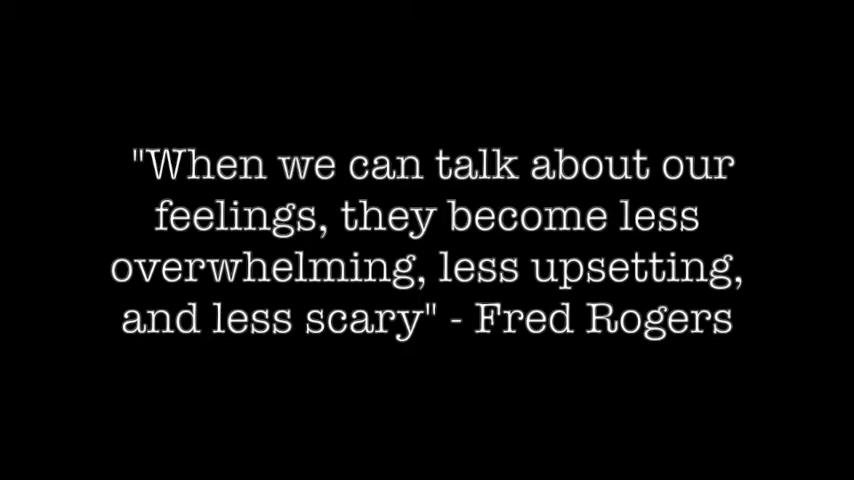 "When we can talk about our
feelings, they become less
overwhelming, less upsetting,
and less scary" - Fred Rogers